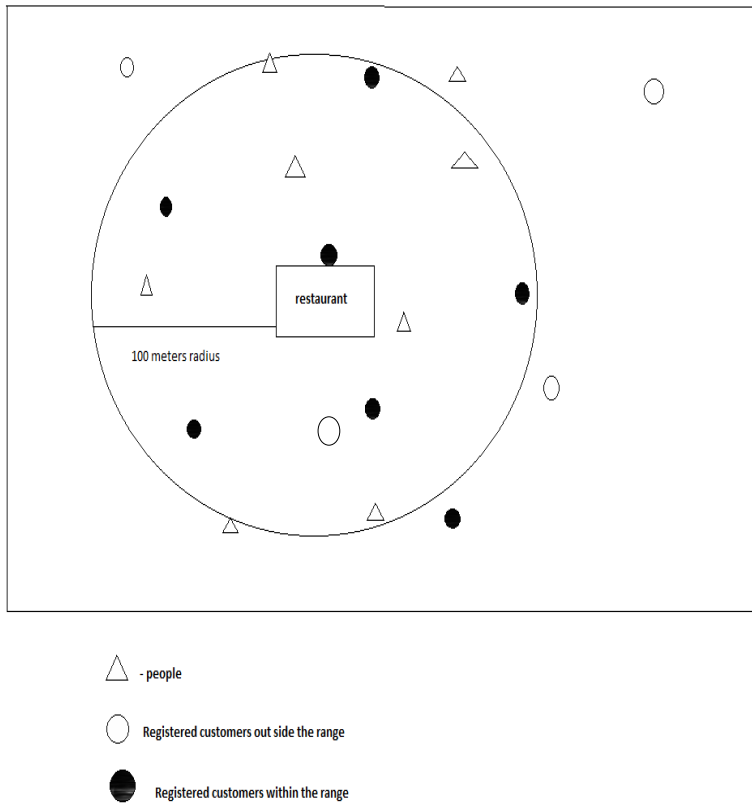 restaurant
100 meters radius
- people
Registered customers out side the range
Registered customers within the range